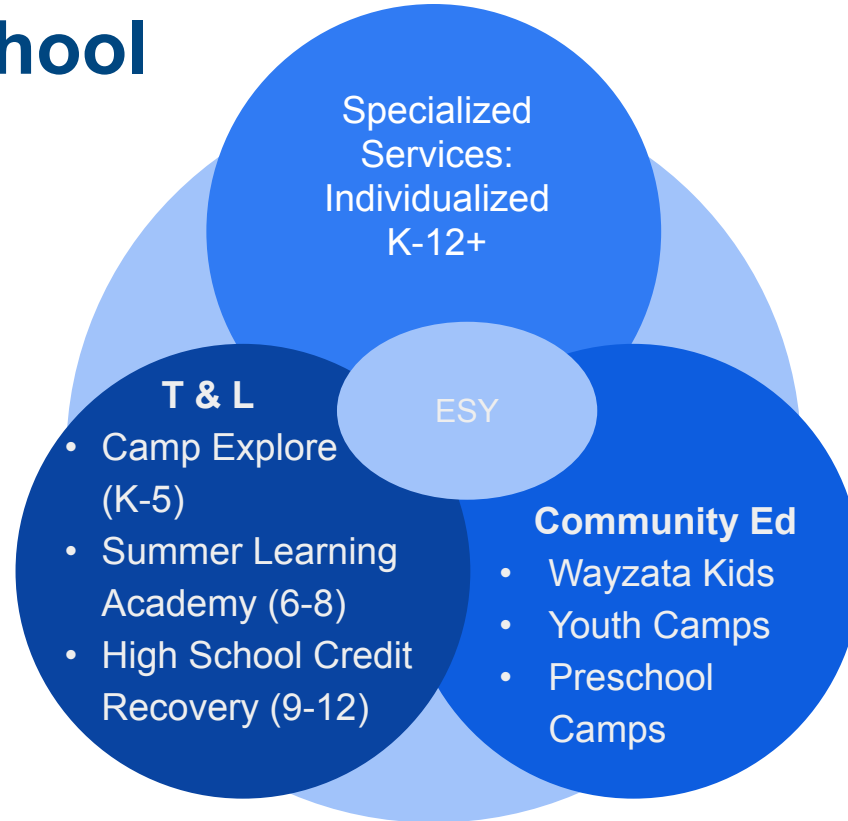 hool
Specialized
Services:
Individualized
K-12+
ESY
T & L
• Camp Explore
(K-5)
• Summer Learning
Academy (6-8)
• High School Credit
Recovery (9-12)
Community Ed
• Wayzata Kids
• Youth Camps
• Preschool
Camps